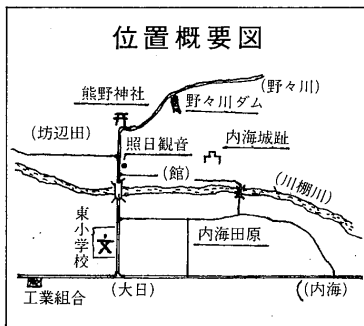 位置概要図
(野々川)
熊野神社
野々川ダム
(坊辺田)
照日観音
内海城趾
(館)
(川棚川)
東小学校
文
内海田原
工業組合
(大日)
(内海)